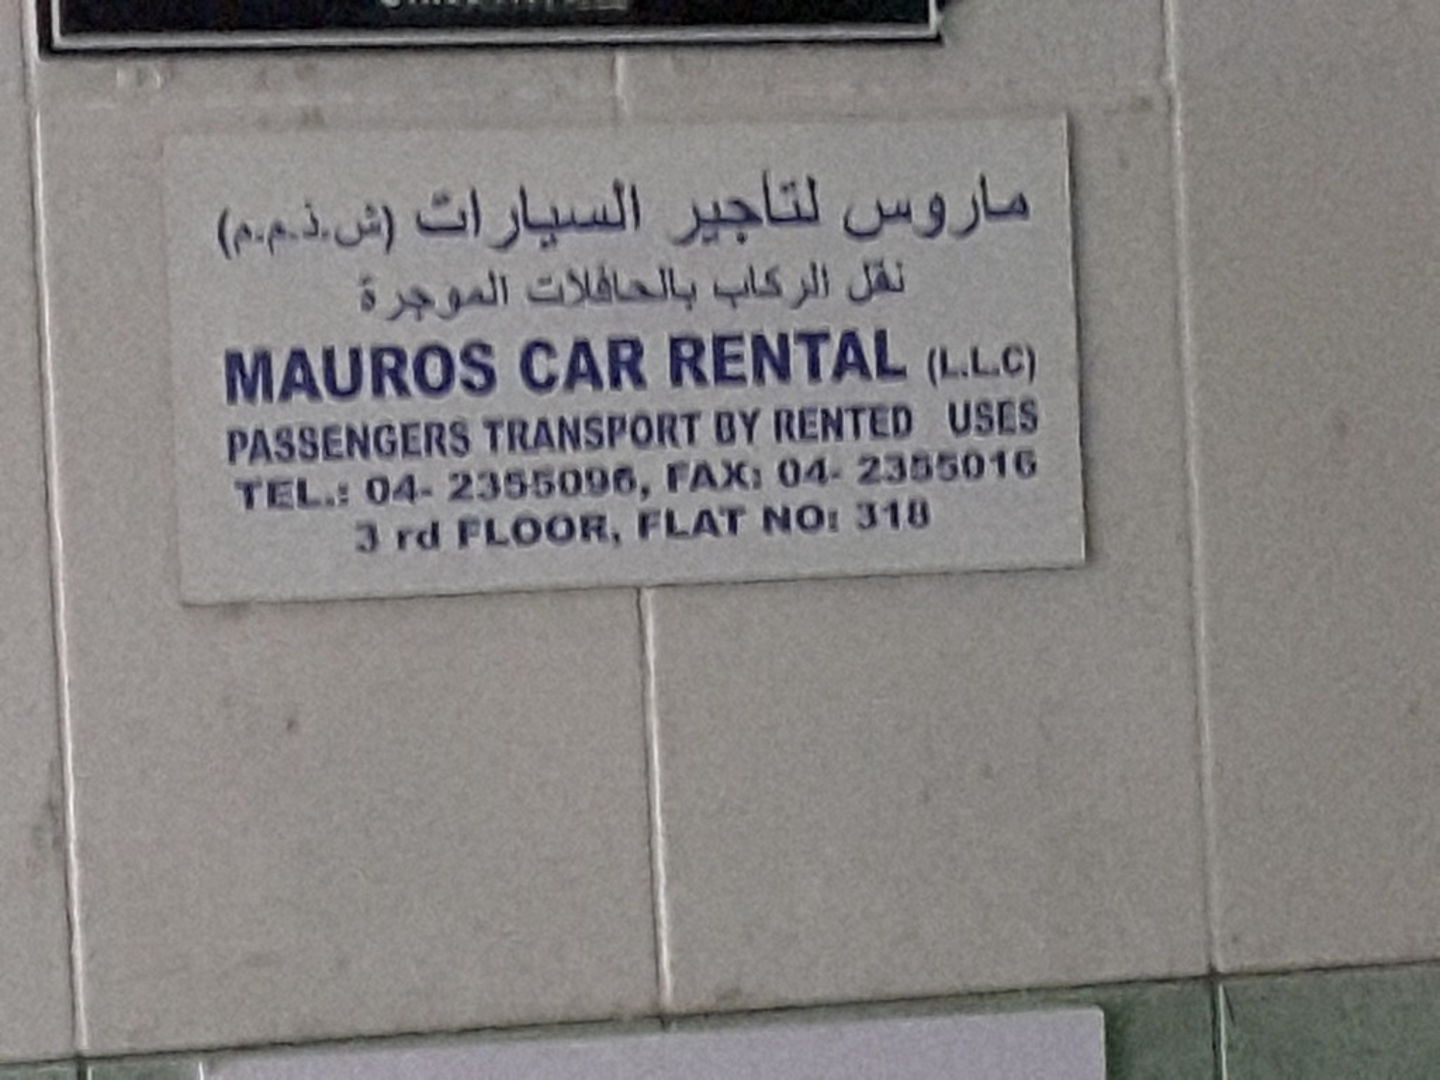 ماروس لتأجير السيارات (ش.ذ.م.م)
نقل الركاب بالحافلات الموجرة
MAUROS CAR RENTAL (L.L.C)
PASSENGERS TRANSPORT BY RENTED USES
TEL.: 04- 2355096, FAX: 04- 2355016
3 rd FLOOR, FLAT NO: 318